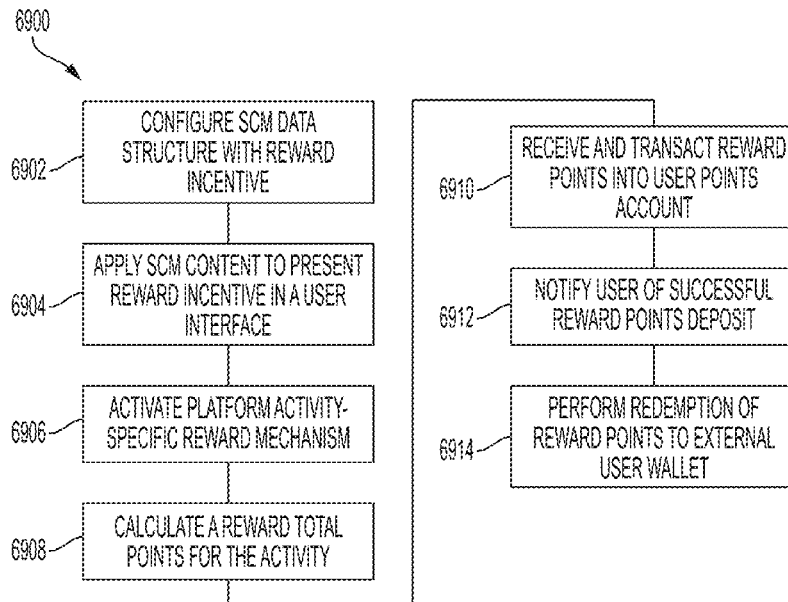 6900
6902
CONFIGURE SCM DATA
STRUCTURE WITH REWARD
INCENTIVE
6904
APPLY SCM CONTENT TO PRESENT
REWARD INCENTIVE IN A USER
INTERFACE
6906
ACTIVATE PLATFORM ACTIVITY-
SPECIFIC REWARD MECHANISM
6908
CALCULATE A REWARD TOTAL
POINTS FOR THE ACTIVITY
6910
RECEIVE AND TRANSACT REWARD
POINTS INTO USER POINTS
ACCOUNT
6912
NOTIFY USER OF SUCCESSFUL
REWARD POINTS DEPOSIT
6914
PERFORM REDEMPTION OF
REWARD POINTS TO EXTERNAL
USER WALLET